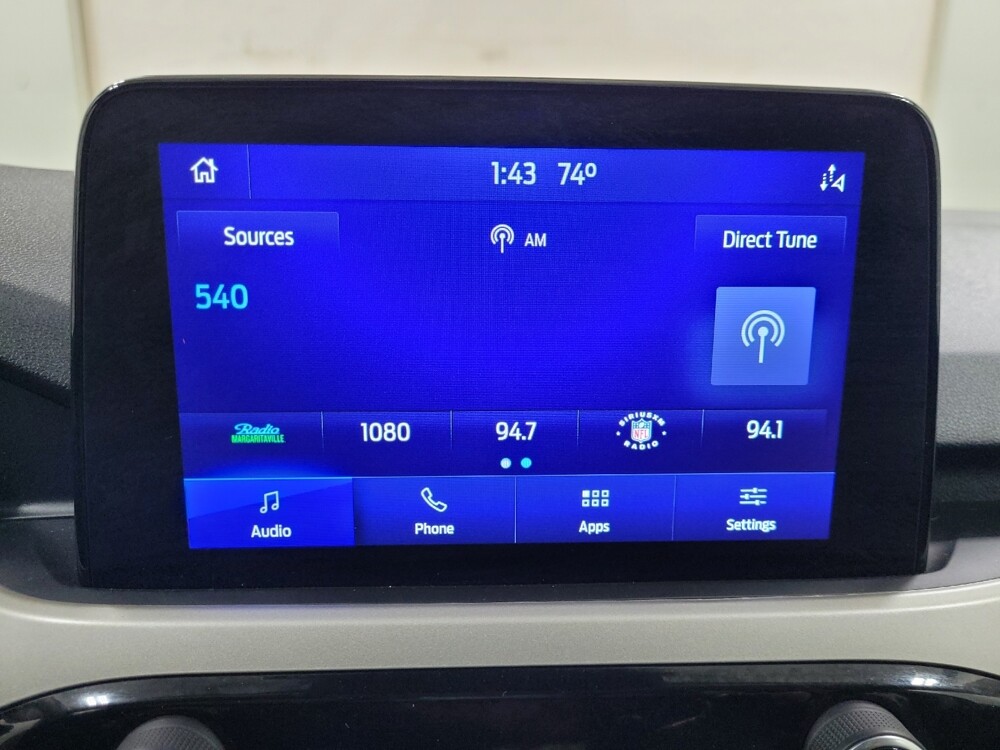 1:43 74º
Sources
AM
Direct Tune
540
Radio
MARGARITAVILLE
1080
94.7
SIRIUSXM
NFL
RADIO
94.1
Audio
Phone
Apps
Settings